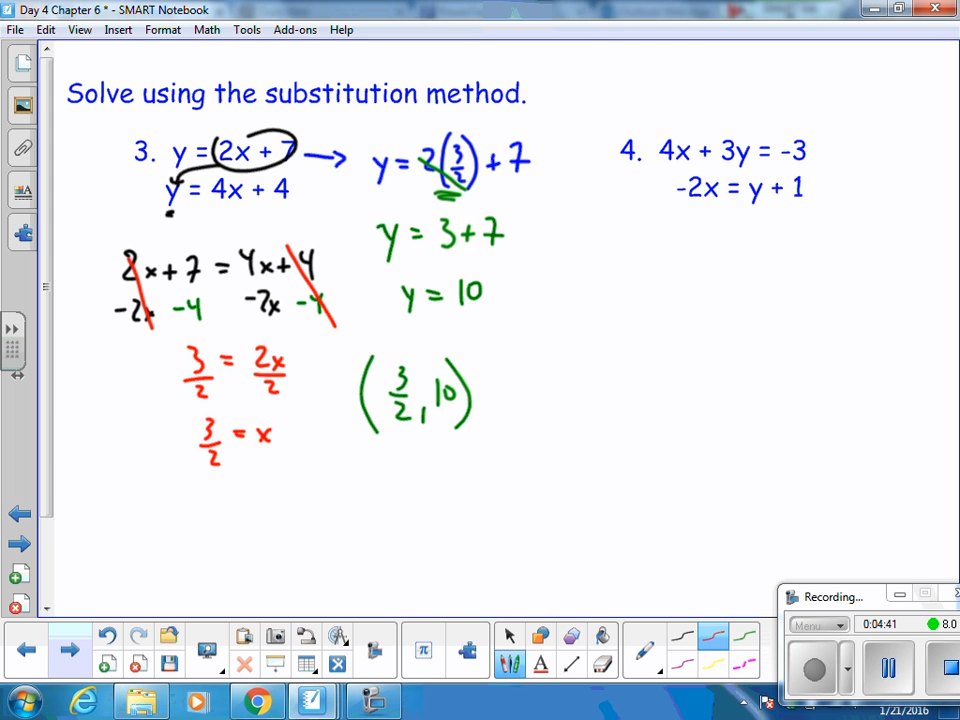 Day 4 Chapter 6 * - SMART Notebook
File Edit View Insert Format Math Tools Add-ons Help
Solve using the substitution method.
3. y = 2x + 7
y = 4x + 4
2x + 7 = 4x + 4
-2x -4 -2x -4
3/2 = 2x/2
3/2 = x
y = 2(3/2) + 7
y = 3 + 7
y = 10
(3/2, 10)
4. 4x + 3y = -3
-2x = y + 1
Recording...
Menu
0:04:41
8.0
π
A
1/21/2016